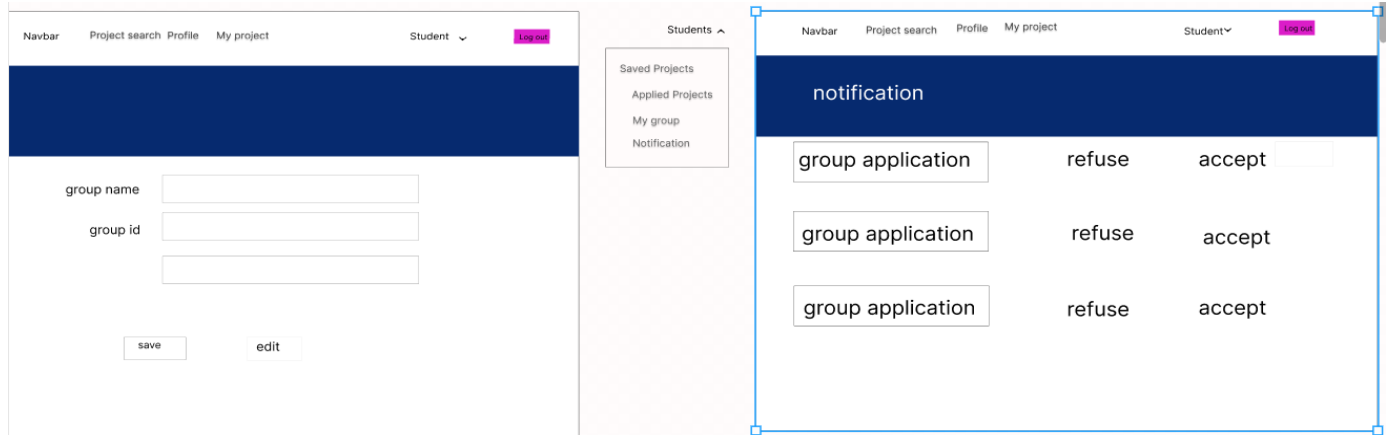 Navbar Project search Profile My project Student Log out
group name
group id
save edit
Students
Saved Projects
Applied Projects
My group
Notification
Navbar Project search Profile My project Student Log out
notification
group application refuse accept
group application refuse accept
group application refuse accept